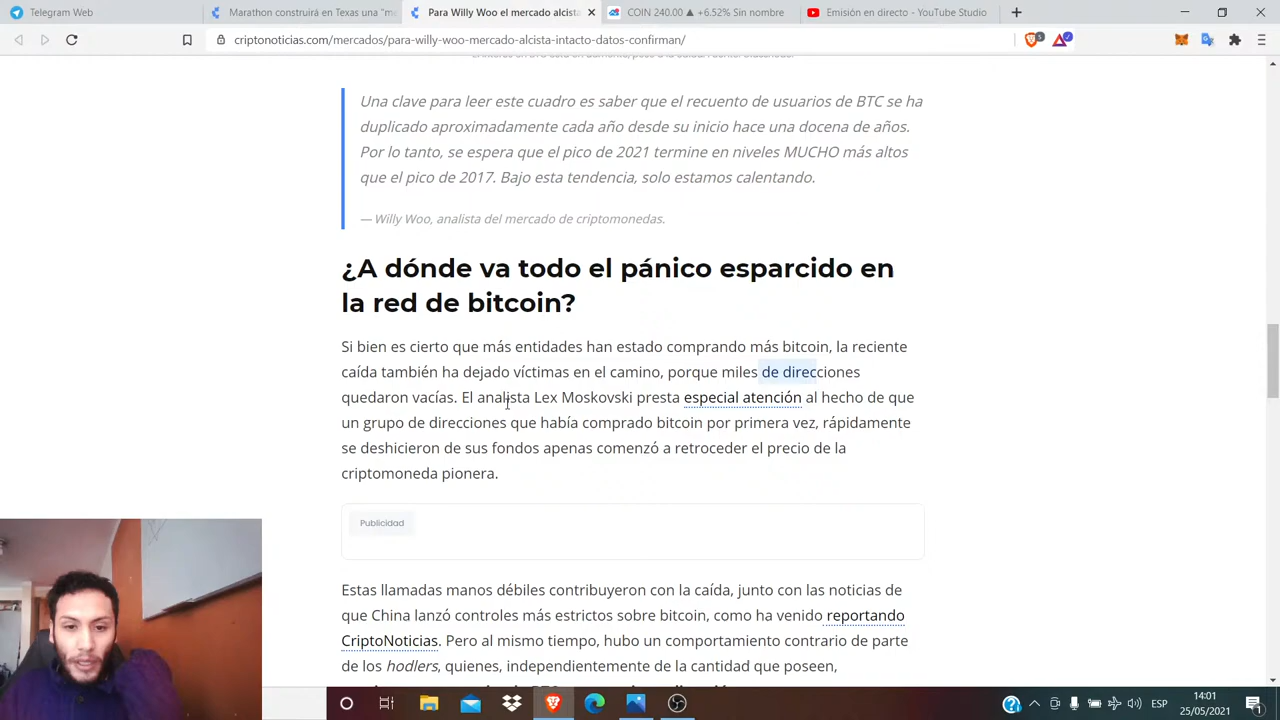 Telegram Web
Marathon construirá en Texas una "m
Para Willy Woo el mercado alcista
COIN 240.00 ▲ +6.52% Sin nombre
Emisión en directo - YouTube Studio
criptonoticias.com/mercados/para-willy-woo-mercado-alcista-intacto-datos-confirman/
Una clave para leer este cuadro es saber que el recuento de usuarios de BTC se ha
duplicado aproximadamente cada año desde su inicio hace una docena de años.
Por lo tanto, se espera que el pico de 2021 termine en niveles MUCHO más altos
que el pico de 2017. Bajo esta tendencia, solo estamos calentando.
— Willy Woo, analista del mercado de criptomonedas.
¿A dónde va todo el pánico esparcido en
la red de bitcoin?
Si bien es cierto que más entidades han estado comprando más bitcoin, la reciente
caída también ha dejado víctimas en el camino, porque miles de direcciones
quedaron vacías. El analista Lex Moskovski presta especial atención al hecho de que
un grupo de direcciones que había comprado bitcoin por primera vez, rápidamente
se deshicieron de sus fondos apenas comenzó a retroceder el precio de la
criptomoneda pionera.
Publicidad
Estas llamadas manos débiles contribuyeron con la caída, junto con las noticias de
que China lanzó controles más estrictos sobre bitcoin, como ha venido reportando
CriptoNoticias. Pero al mismo tiempo, hubo un comportamiento contrario de parte
de los hodlers, quienes, independientemente de la cantidad que poseen,
ESP
14:01
25/05/2021